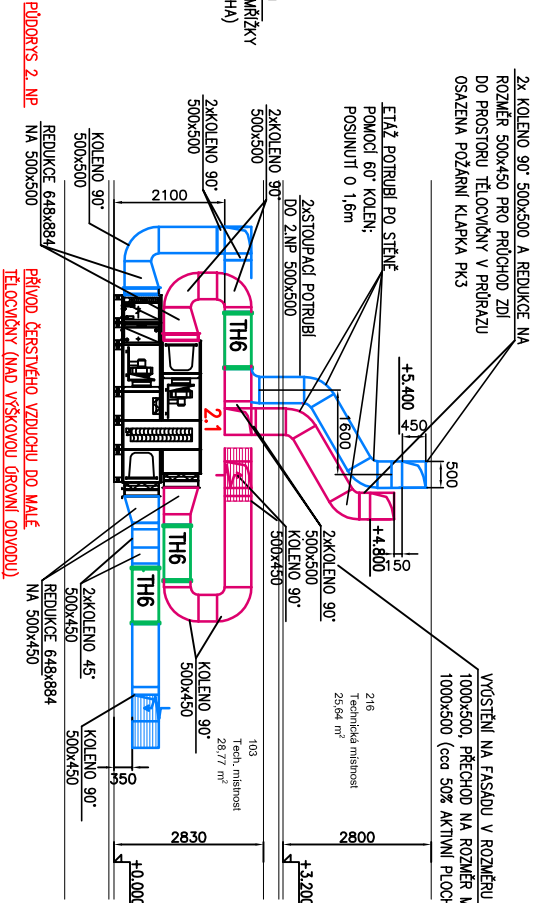 MŘÍŽKY
HA)
2x KOLENO 90° 500x500 A REDUKCE NA
ROZMĚR 500x450 PRO PRŮCHOD ZDÍ
DO PROSTORU TĚLOCVIČNY V PRŮRAZU
OSAZENA POŽÁRNÍ KLAPKA PK3
ETÁŽ POTRUBÍ PO STĚNĚ
POMOCÍ 60° KOLEN;
POSUNUTÍ O 1,6m
2xSTOUPACÍ POTRUBÍ
DO 2.NP 500x500
2xKOLENO 90°
500x500
2xKOLENO 90°
500x500
KOLENO 90°
500x500
REDUKCE 648x884
NA 500x500
PŮDORYS 2. NP
PŘÍVOD ČERSTVÉHO VZDUCHU DO MALÉ
TĚLOCVIČNY (NAD VÝŠKOVOU ÚROVNÍ ODVODU)
2100
TH6
2.1
TH6
TH6
1600
+5.400
450
500
+4.800
150
VYÚSTĚNÍ NA FASÁDU V ROZMĚRU
1000x500, PŘECHOD NA ROZMĚR M
1000x500 (cca 50% AKTIVNÍ PLOCH
2xKOLENO 90°
500x500
KOLENO 90°
500x450
KOLENO 90°
500x450
REDUKCE 648x884
NA 500x450
2xKOLENO 45°
500x450
KOLENO 90°
500x450
350
216
Technická místnost
25,64 m²
103
Tech. místnost
28,77 m²
2830
2800
+0.000
+3.200